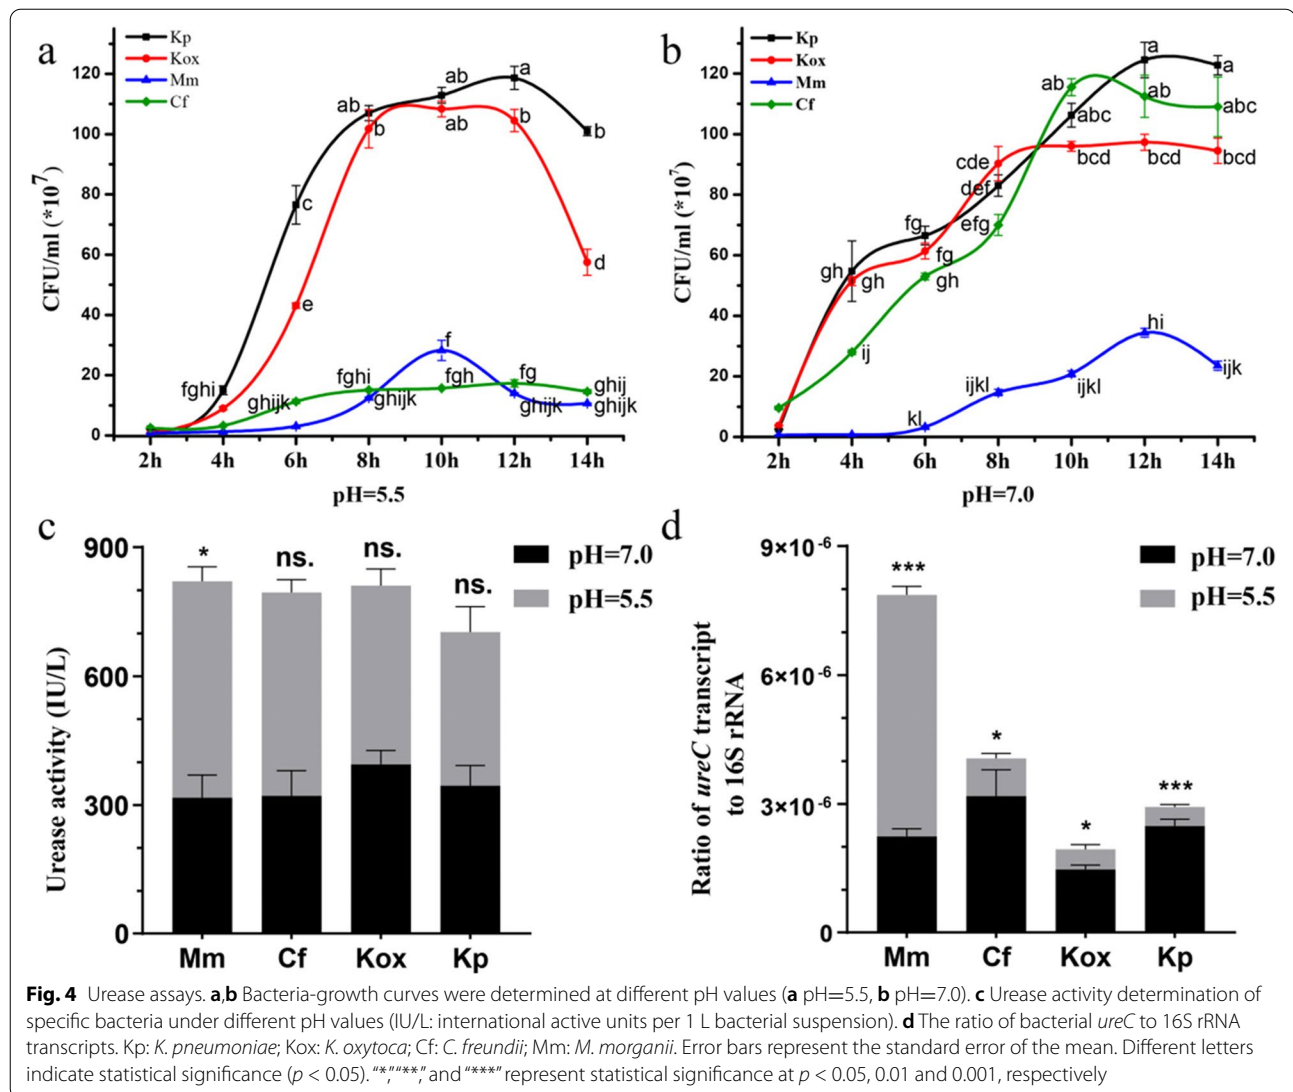 a
Kp
Kox
Mm
Cf
CFU/ml (*10⁷)
120
100
80
60
40
20
0
2h 4h 6h 8h 10h 12h 14h
pH=5.5
fghi
c
e
ghijk
ab
b
fghi
ghijk
ab
ab
f
fgh
a
b
fg
ghijk
b
d
ghij
ghijk
b
Kp
Kox
Mm
Cf
CFU/ml (*10⁷)
120
100
80
60
40
20
0
2h 4h 6h 8h 10h 12h 14h
pH=7.0
gh
gh
ij
fg
fg
gh
kl
cde
def
efg
ijkl
ab
abc
bcd
ijkl
a
ab
bcd
hi
a
abc
bcd
ijk
c
pH=7.0
pH=5.5
Urease activity (IU/L)
900
600
300
0
* ns. ns. ns.
Mm Cf Kox Kp
d
pH=7.0
pH=5.5
Ratio of ureC transcript
to 16S rRNA
9×10⁻⁶
6×10⁻⁶
3×10⁻⁶
0
*** * * ***
Mm Cf Kox Kp
Fig. 4 Urease assays. a,b Bacteria-growth curves were determined at different pH values (a pH=5.5, b pH=7.0). c Urease activity determination of
specific bacteria under different pH values (IU/L: international active units per 1 L bacterial suspension). d The ratio of bacterial ureC to 16S rRNA
transcripts. Kp: K. pneumoniae; Kox: K. oxytoca; Cf: C. freundii; Mm: M. morganii. Error bars represent the standard error of the mean. Different letters
indicate statistical significance (p < 0.05). “*,”“**,” and “***” represent statistical significance at p < 0.05, 0.01 and 0.001, respectively